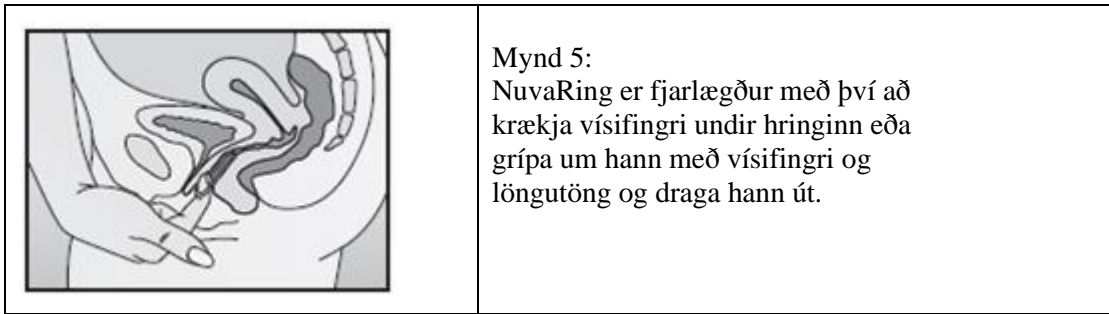 Mynd 5:
NuvaRing er fjarlægður með því að
krækja vísifingri undir hringinn eða
grípa um hann með vísifingri og
löngutöng og draga hann út.